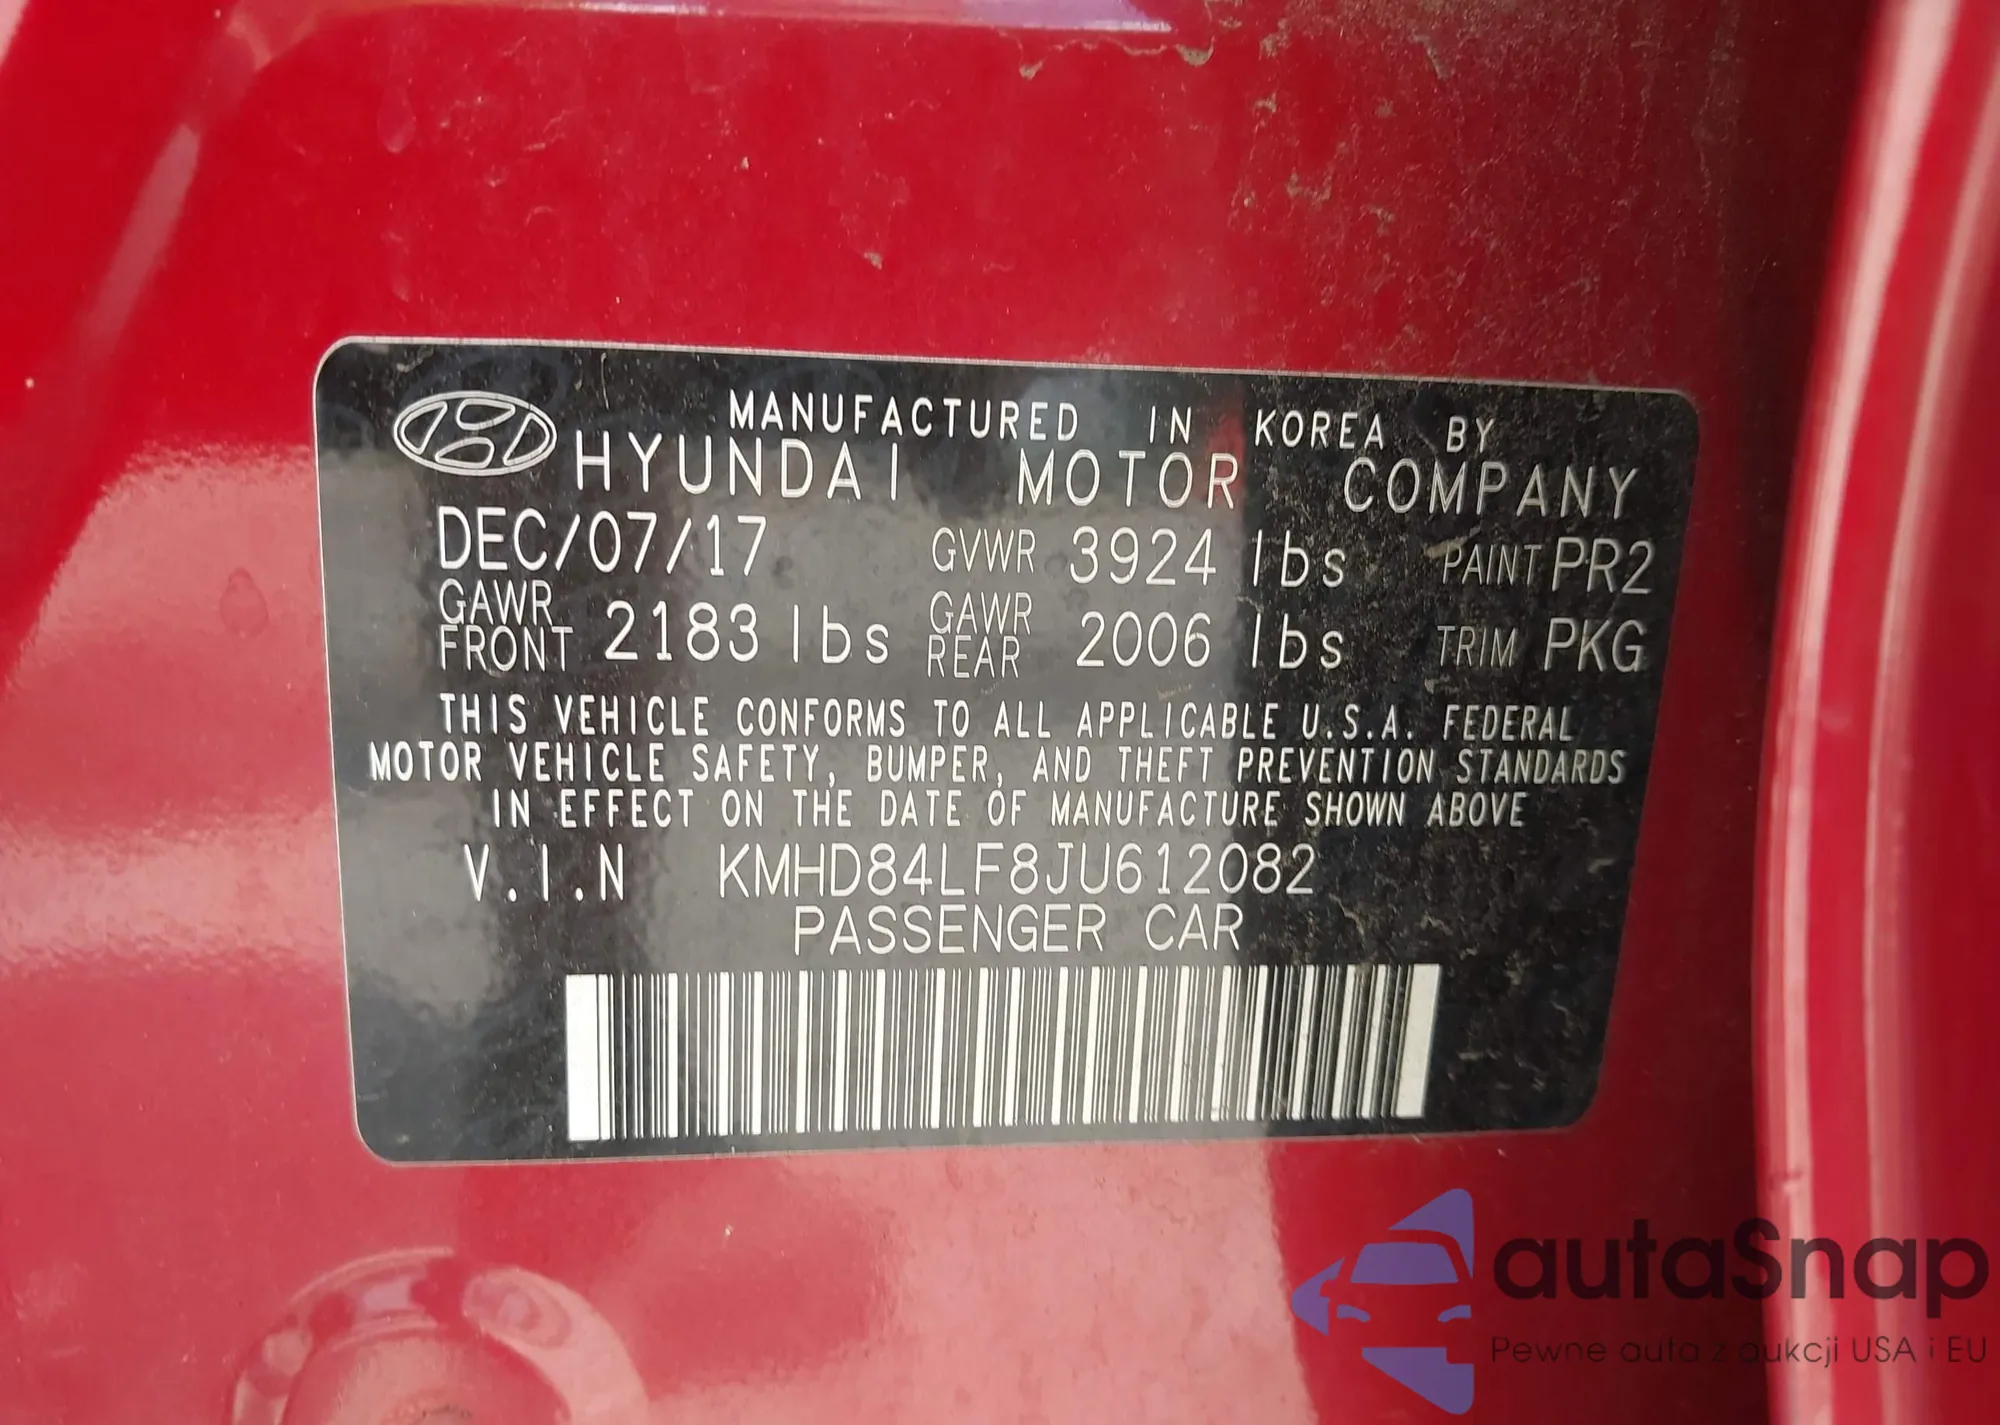 MANUFACTURED IN KOREA BY
HYUNDAI MOTOR COMPANY
DEC/07/17 GVWR 3924 lbs PAINT PR2
GAWR FRONT 2183 lbs GAWR REAR 2006 lbs TRIM PKG
THIS VEHICLE CONFORMS TO ALL APPLICABLE U.S.A. FEDERAL
MOTOR VEHICLE SAFETY, BUMPER, AND THEFT PREVENTION STANDARDS
IN EFFECT ON THE DATE OF MANUFACTURE SHOWN ABOVE
V.I.N KMHD84LF8JU612082
PASSENGER CAR
autaSnap
Pewne auta z aukcji USA i EU